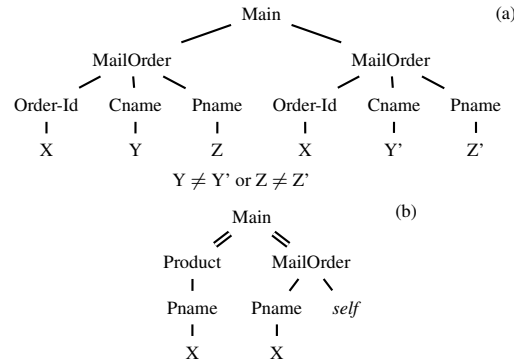 Main (a)
MailOrder MailOrder
Order-Id Cname Pname Order-Id Cname Pname
X Y Z X Y' Z'
Y ≠ Y' or Z ≠ Z'
(b)
Main
Product MailOrder
Pname Pname self
X X